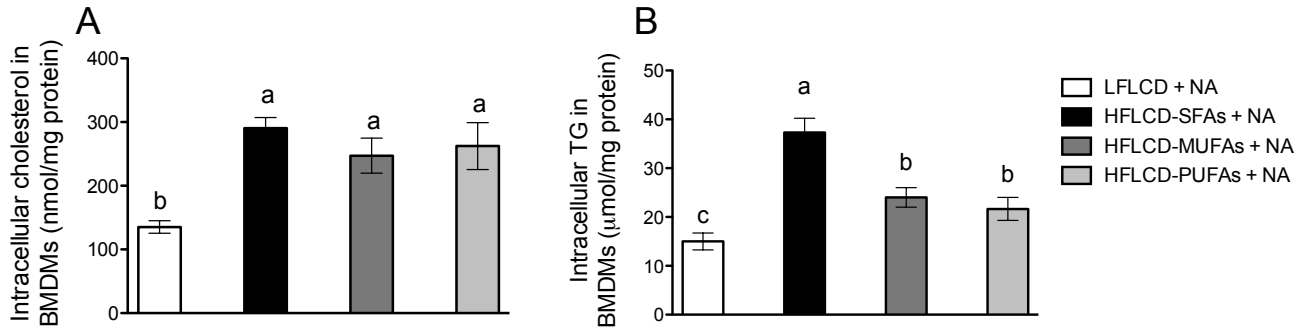 A
Intracellular cholesterol in
BMDMs (nmol/mg protein)
400
300
200
100
0
b
a
a
a
B
Intracellular TG in
BMDMs (μmol/mg protein)
50
40
30
20
10
0
c
a
b
b
LFLCD + NA
HFLCD-SFAs + NA
HFLCD-MUFAs + NA
HFLCD-PUFAs + NA